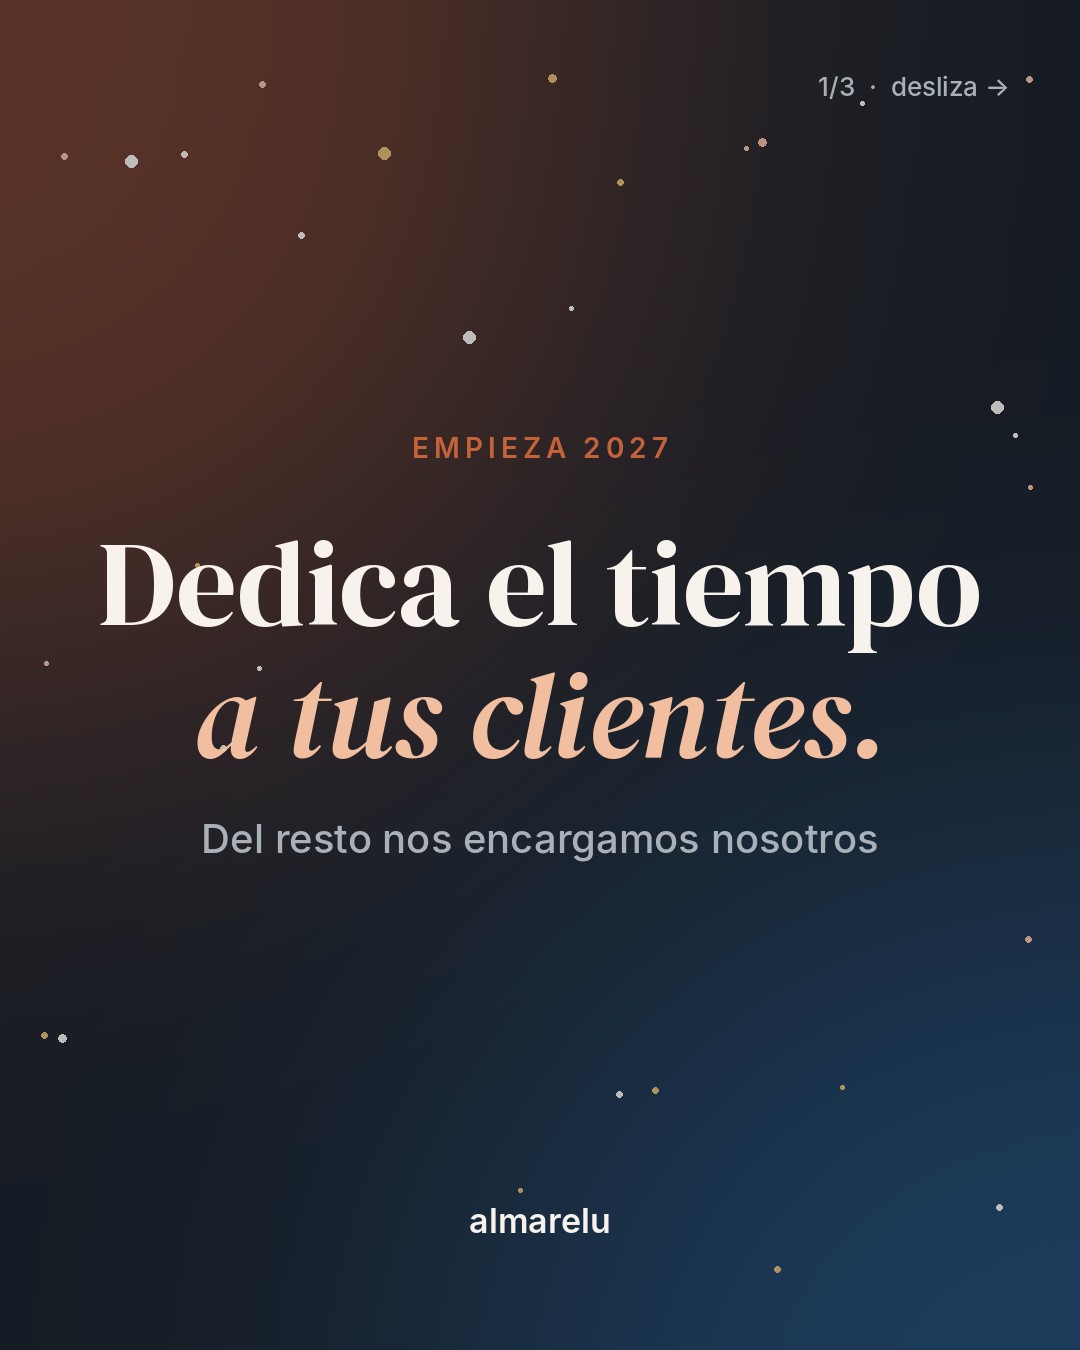 1/3 · desliza →
EMPIEZA 2027
Dedica el tiempo
a tus clientes.
Del resto nos encargamos nosotros
almarelu